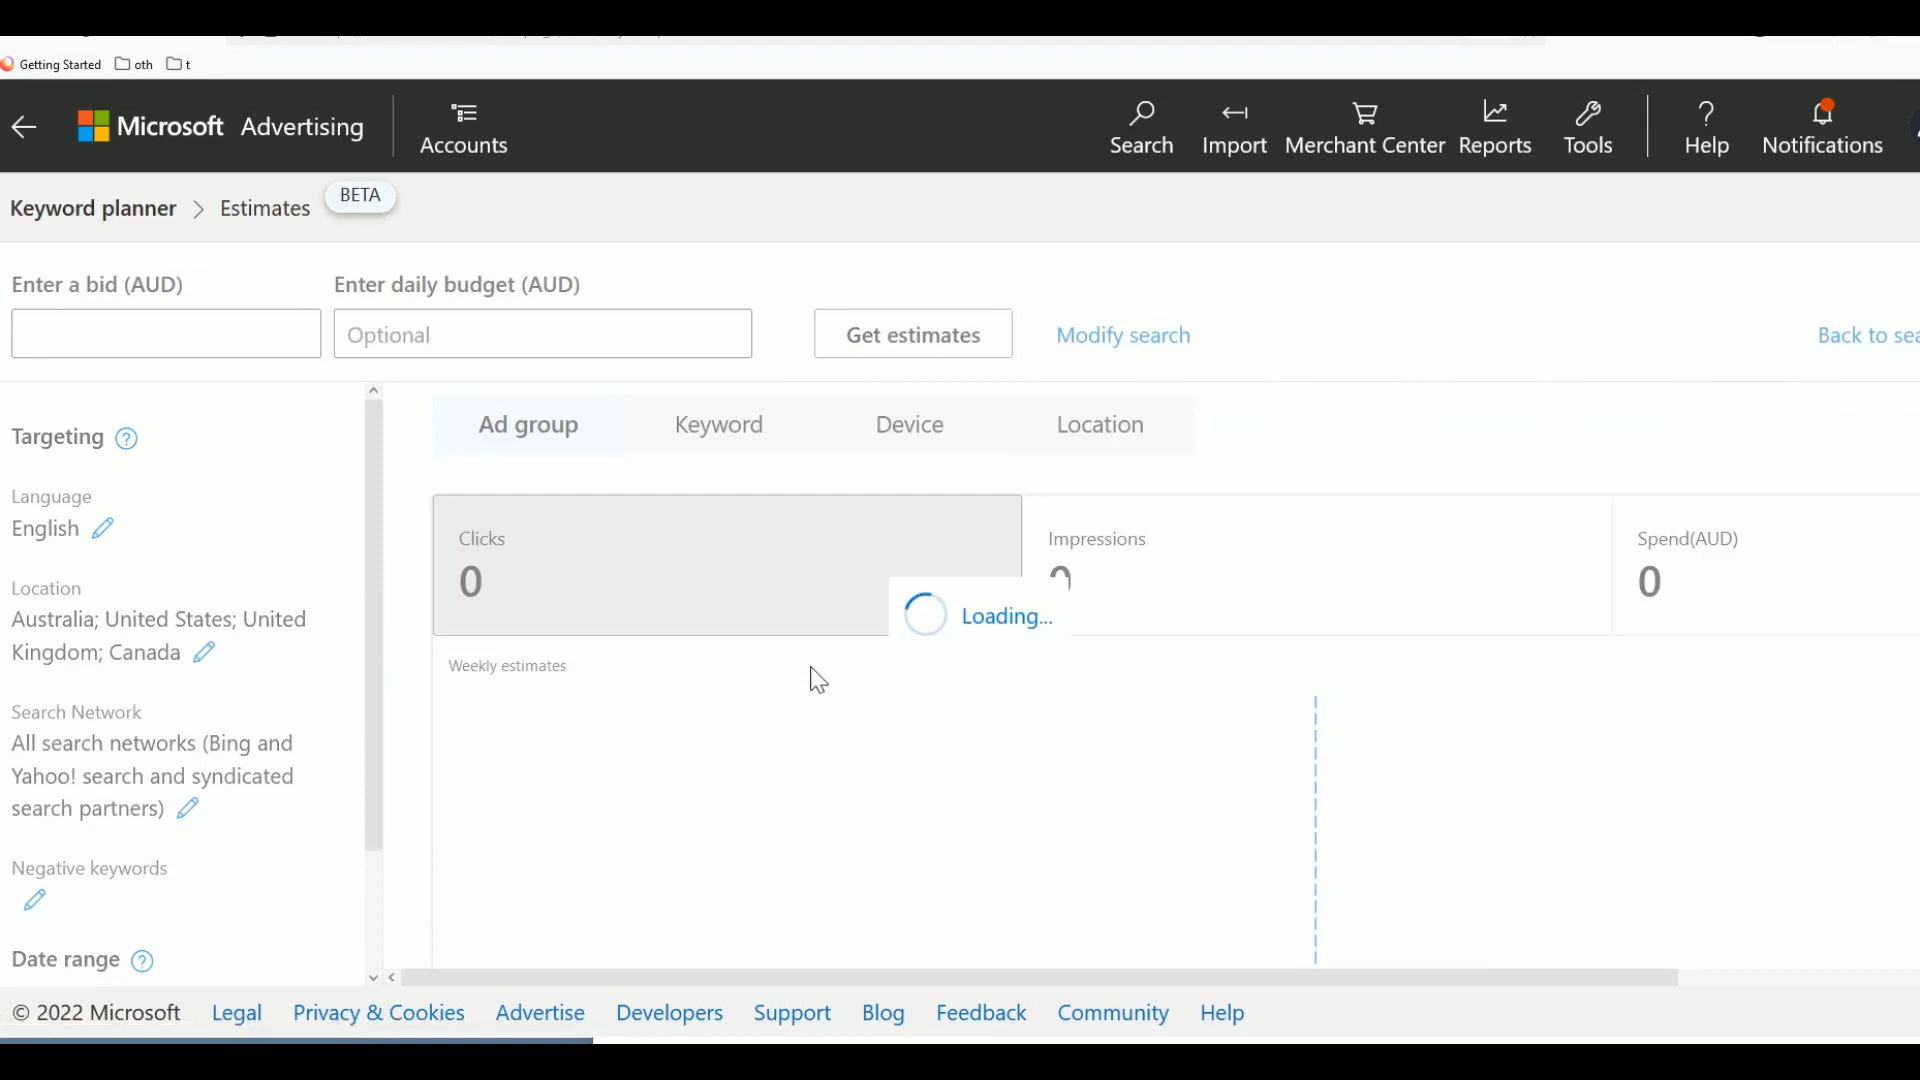 Getting Started oth t
Microsoft Advertising Accounts Search Import Merchant Center Reports Tools Help Notifications
Keyword planner Estimates BETA
Enter a bid (AUD) Enter daily budget (AUD)
Optional Get estimates Modify search Back to
Ad group Keyword Device Location
Targeting ?
Language
English
Location
Australia; United States; United
Kingdom; Canada
Search Network
All search networks (Bing and
Yahoo! search and syndicated
search partners)
Negative keywords
Date range ?
Clicks Impressions Spend(AUD)
0 0 0
Loading...
Weekly estimates
© 2022 Microsoft Legal Privacy & Cookies Advertise Developers Support Blog Feedback Community Help